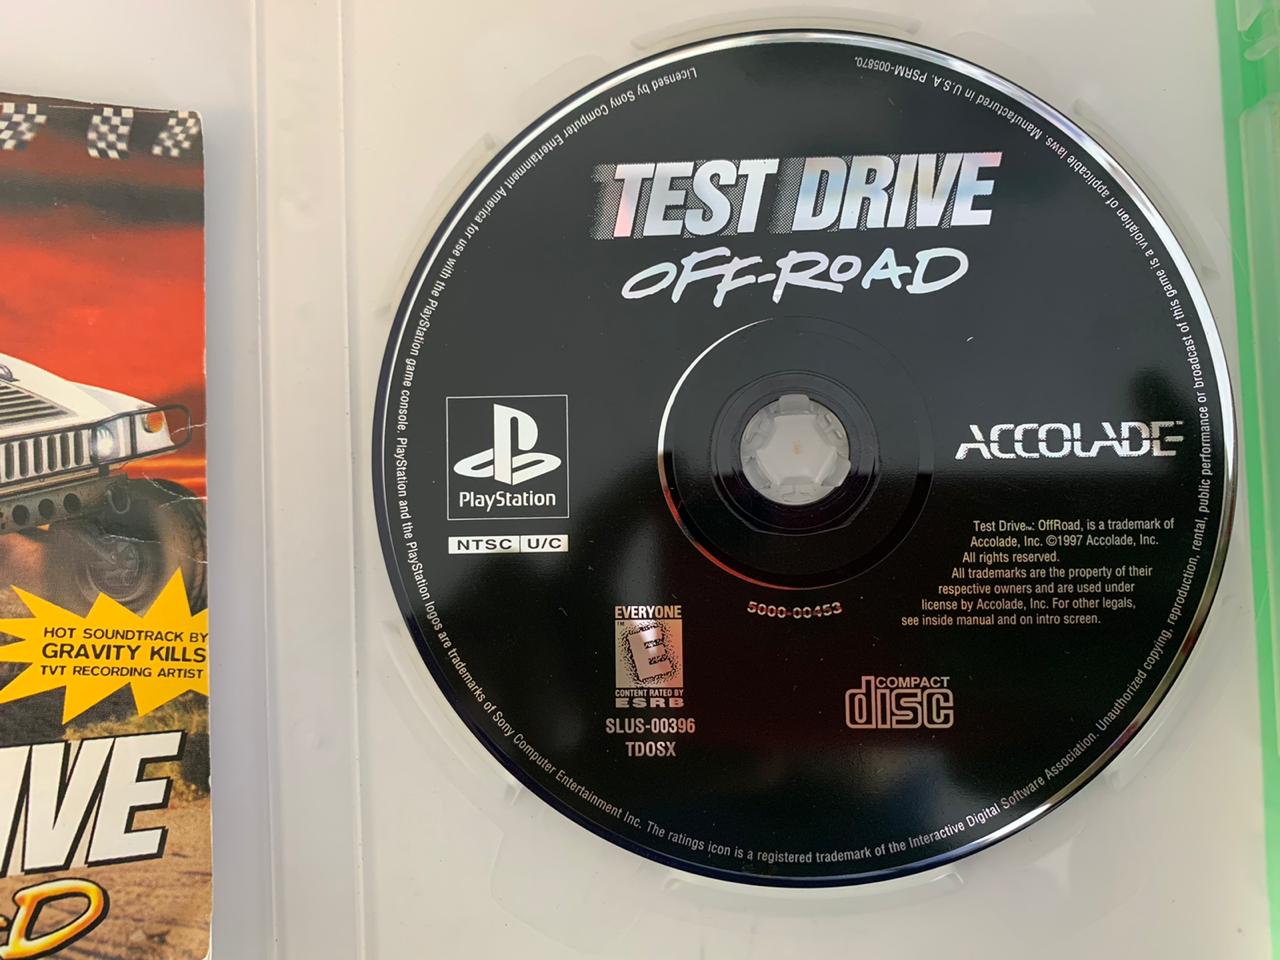 HOT SOUNDTRACK BY
GRAVITY KILLS
TVT RECORDING ARTIST
IVE
D
TEST DRIVE
OFF-ROAD
PlayStation
NTSC U/C
ACCOLADE
Test Drive™: OffRoad, is a trademark of
Accolade, Inc. ©1997 Accolade, Inc.
All rights reserved.
All trademarks are the property of their
respective owners and are used under
license by Accolade, Inc. For other legals,
see inside manual and on intro screen.
5000-00453
EVERYONE
™
E
CONTENT RATED BY
ESRB
SLUS-00396
TDOSX
COMPACT
disc
Licensed by Sony Computer Entertainment America for use with the PlayStation game console. PlayStation and the PlayStation logos are trademarks of Sony Computer Entertainment Inc. The ratings icon is a registered trademark of the Interactive Digital Software Association. Unauthorized copying, reproduction, rental, public performance or broadcast of this game is a violation of applicable laws. Manufactured in U.S.A. PSRM-005870.